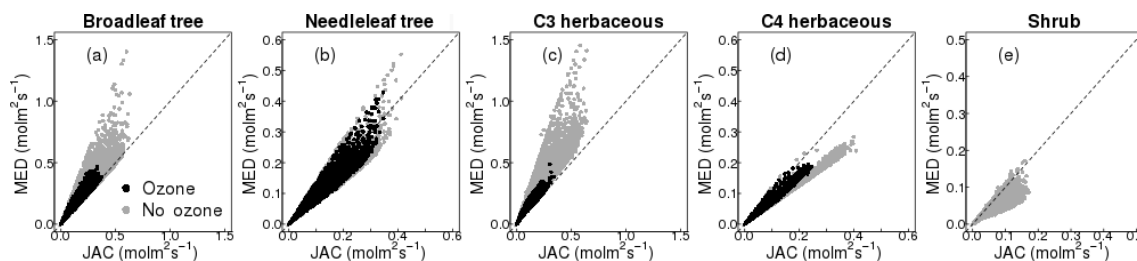 Broadleaf tree
Needleleaf tree
C3 herbaceous
C4 herbaceous
Shrub
(a)
(b)
(c)
(d)
(e)
MED (molm²s⁻¹)
1.5
1.0
0.5
0.0
Ozone
No ozone
0.0 0.5 1.0 1.5
JAC (molm²s⁻¹)
MED (molm²s⁻¹)
0.6
0.5
0.4
0.3
0.2
0.1
0.0
0.0 0.2 0.4 0.6
JAC (molm²s⁻¹)
MED (molm²s⁻¹)
1.5
1.0
0.5
0.0
0.0 0.5 1.0 1.5
JAC (molm²s⁻¹)
MED (molm²s⁻¹)
0.6
0.5
0.4
0.3
0.2
0.1
0.0
0.0 0.2 0.4 0.6
JAC (molm²s⁻¹)
MED (molm²s⁻¹)
0.5
0.4
0.3
0.2
0.1
0.0
0.0 0.1 0.2 0.3 0.4
JAC (molm²s⁻¹)